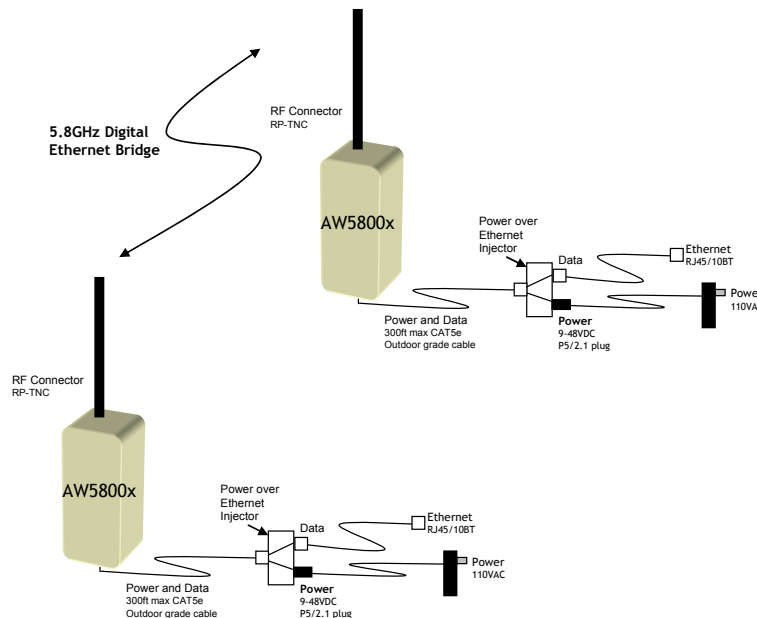 RF Connector
RP-TNC
5.8GHz Digital
Ethernet Bridge
AW5800x
Power over
Ethernet
Injector
Data
Ethernet
RJ45/10BT
Power
110VAC
Power and Data
300ft max CAT5e
Outdoor grade cable
Power
9-48VDC
P5/2.1 plug
RF Connector
RP-TNC
AW5800x
Power over
Ethernet
Injector
Data
Ethernet
RJ45/10BT
Power
110VAC
Power and Data
300ft max CAT5e
Outdoor grade cable
Power
9-48VDC
P5/2.1 plug